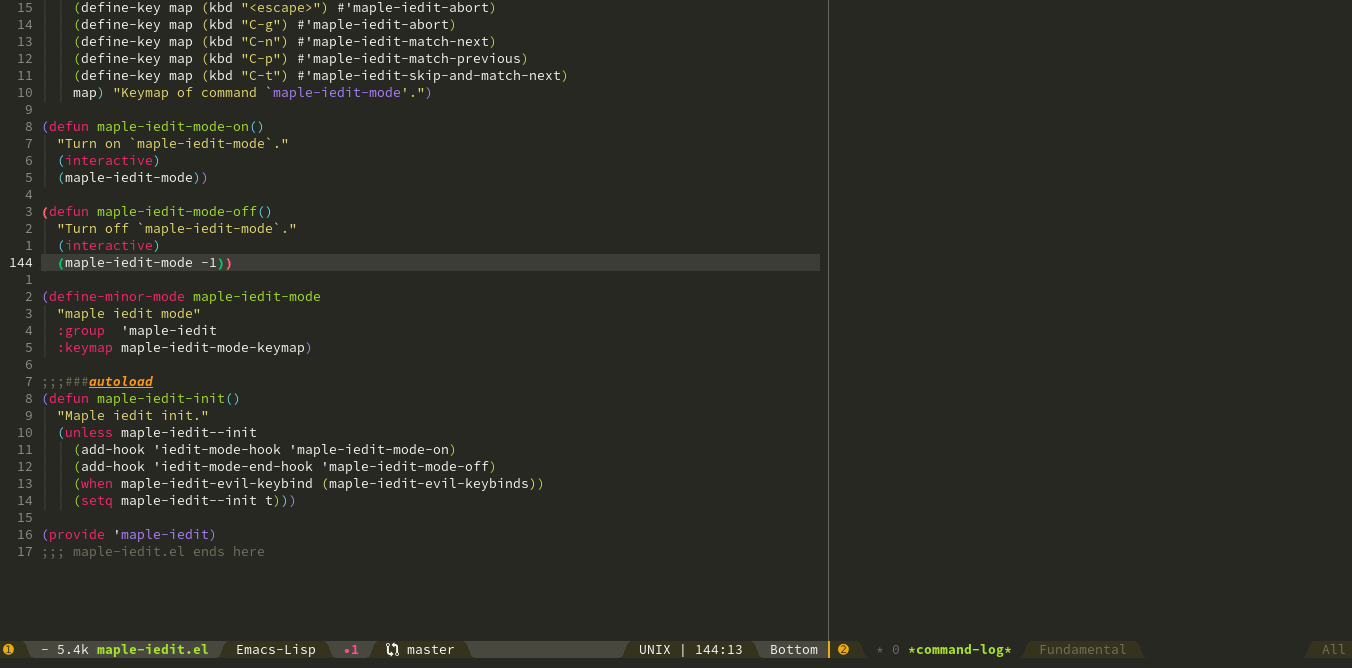 15     (define-key map (kbd "<escape>") #'maple-iedit-abort)
14     (define-key map (kbd "C-g") #'maple-iedit-abort)
13     (define-key map (kbd "C-n") #'maple-iedit-match-next)
12     (define-key map (kbd "C-p") #'maple-iedit-match-previous)
11     (define-key map (kbd "C-t") #'maple-iedit-skip-and-match-next)
10     map) "Keymap of command `maple-iedit-mode'.")
9
8 (defun maple-iedit-mode-on()
7   "Turn on `maple-iedit-mode`."
6   (interactive)
5   (maple-iedit-mode))
4
3 (defun maple-iedit-mode-off()
2   "Turn off `maple-iedit-mode`."
1   (interactive)
144   (maple-iedit-mode -1))
1
2 (define-minor-mode maple-iedit-mode
3   "maple iedit mode"
4   :group  'maple-iedit
5   :keymap maple-iedit-mode-keymap)
6
7 ;;;###autoload
8 (defun maple-iedit-init()
9   "Maple iedit init."
10   (unless maple-iedit--init
11     (add-hook 'iedit-mode-hook 'maple-iedit-mode-on)
12     (add-hook 'iedit-mode-end-hook 'maple-iedit-mode-off)
13     (when maple-iedit-evil-keybind (maple-iedit-evil-keybinds))
14     (setq maple-iedit--init t)))
15
16 (provide 'maple-iedit)
17 ;;; maple-iedit.el ends here
1 - 5.4k maple-iedit.el Emacs-Lisp •1 master UNIX | 144:13 Bottom
2 * 0 *command-log* Fundamental All